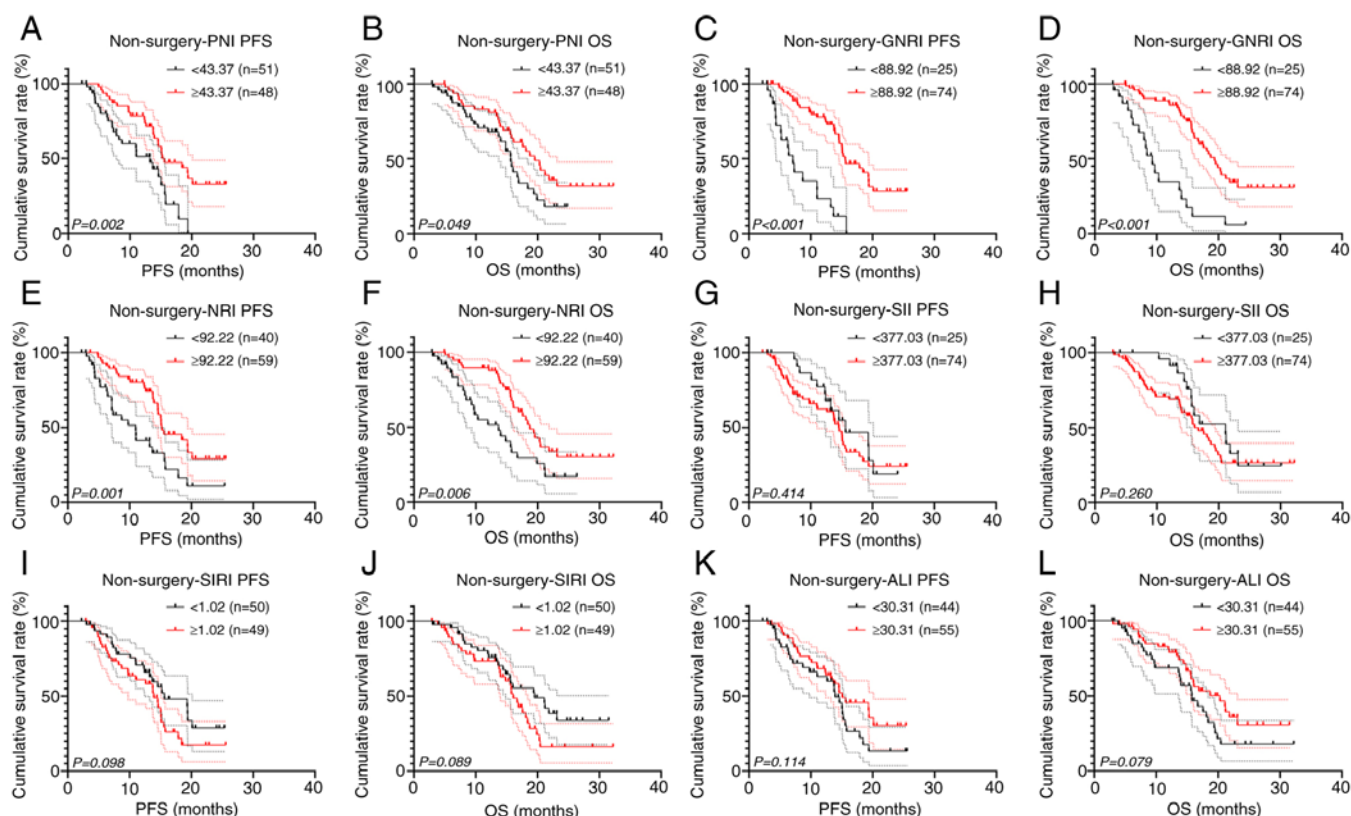 A
Non-surgery-PNI PFS
<43.37 (n=51)
≥43.37 (n=48)
Cumulative survival rate (%)
100
50
0
P=0.002
0 10 20 30 40
PFS (months)
B
Non-surgery-PNI OS
<43.37 (n=51)
≥43.37 (n=48)
Cumulative survival rate (%)
100
50
0
P=0.049
0 10 20 30 40
OS (months)
C
Non-surgery-GNRI PFS
<88.92 (n=25)
≥88.92 (n=74)
Cumulative survival rate (%)
100
50
0
P<0.001
0 10 20 30 40
PFS (months)
D
Non-surgery-GNRI OS
<88.92 (n=25)
≥88.92 (n=74)
Cumulative survival rate (%)
100
50
0
P<0.001
0 10 20 30 40
OS (months)
E
Non-surgery-NRI PFS
<92.22 (n=40)
≥92.22 (n=59)
Cumulative survival rate (%)
100
50
0
P=0.001
0 10 20 30 40
PFS (months)
F
Non-surgery-NRI OS
<92.22 (n=40)
≥92.22 (n=59)
Cumulative survival rate (%)
100
50
0
P=0.006
0 10 20 30 40
OS (months)
G
Non-surgery-SII PFS
<377.03 (n=25)
≥377.03 (n=74)
Cumulative survival rate (%)
100
50
0
P=0.414
0 10 20 30 40
PFS (months)
H
Non-surgery-SII OS
<377.03 (n=25)
≥377.03 (n=74)
Cumulative survival rate (%)
100
50
0
P=0.260
0 10 20 30 40
OS (months)
I
Non-surgery-SIRI PFS
<1.02 (n=50)
≥1.02 (n=49)
Cumulative survival rate (%)
100
50
0
P=0.098
0 10 20 30 40
PFS (months)
J
Non-surgery-SIRI OS
<1.02 (n=50)
≥1.02 (n=49)
Cumulative survival rate (%)
100
50
0
P=0.089
0 10 20 30 40
OS (months)
K
Non-surgery-ALI PFS
<30.31 (n=44)
≥30.31 (n=55)
Cumulative survival rate (%)
100
50
0
P=0.114
0 10 20 30 40
PFS (months)
L
Non-surgery-ALI OS
<30.31 (n=44)
≥30.31 (n=55)
Cumulative survival rate (%)
100
50
0
P=0.079
0 10 20 30 40
OS (months)